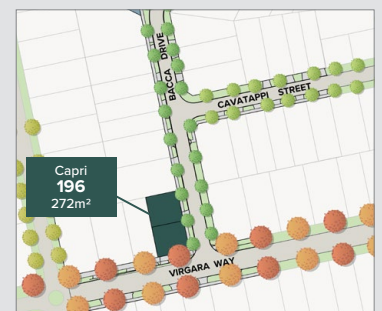 BACCA DRIVE
CAVATAPPI STREET
Capri
196
272m²
VIRGARA WAY